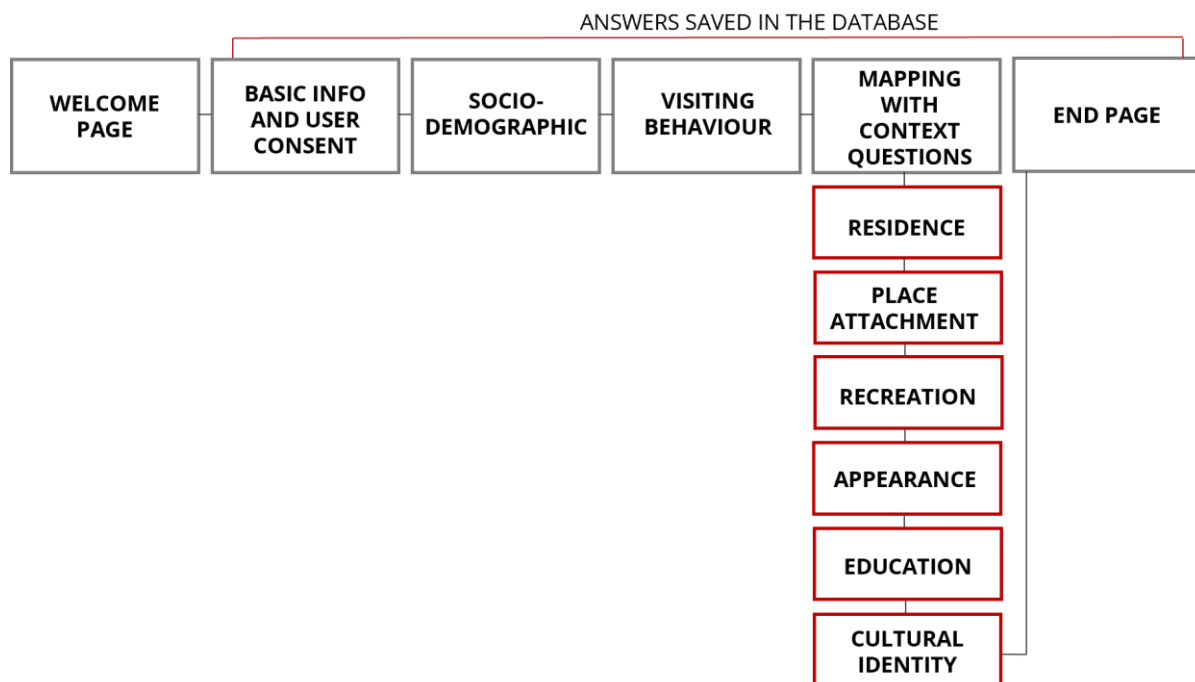 ANSWERS SAVED IN THE DATABASE
WELCOME
PAGE
BASIC INFO
AND USER
CONSENT
SOCIO-
DEMOGRAPHIC
VISITING
BEHAVIOUR
MAPPING
WITH
CONTEXT
QUESTIONS
END PAGE
RESIDENCE
PLACE
ATTACHMENT
RECREATION
APPEARANCE
EDUCATION
CULTURAL
IDENTITY